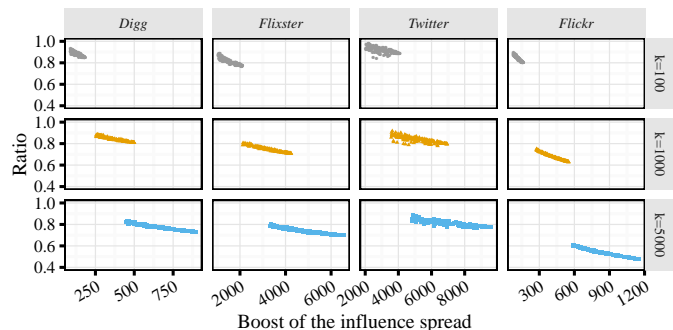 Digg Flixster Twitter Flickr
1.0
0.8
0.6
0.4
k=100
1.0
0.8
0.6
0.4
k=1000
1.0
0.8
0.6
0.4
k=5000
Ratio
250 500 750 2000 4000 6000 2000 4000 6000 8000 300 600 900 1200
Boost of the influence spread